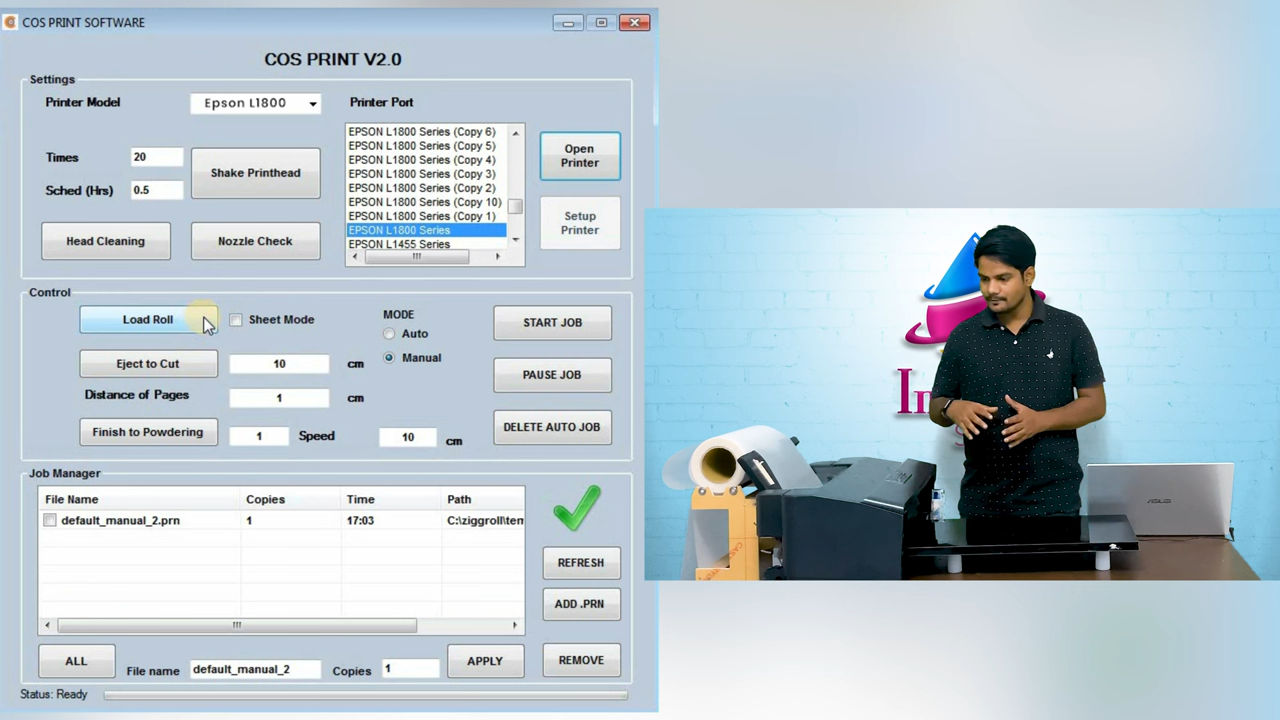 COS PRINT SOFTWARE
COS PRINT V2.0
Settings
Printer Model
Epson L1800
Printer Port
EPSON L1800 Series (Copy 6)
EPSON L1800 Series (Copy 5)
EPSON L1800 Series (Copy 4)
EPSON L1800 Series (Copy 3)
EPSON L1800 Series (Copy 2)
EPSON L1800 Series (Copy 10)
EPSON L1800 Series (Copy 1)
EPSON L1800 Series
EPSON L1455 Series
Open Printer
Setup Printer
Times 20
Sched (Hrs) 0.5
Shake Printhead
Head Cleaning
Nozzle Check
Control
Load Roll
Sheet Mode
MODE
Auto
Manual
START JOB
Eject to Cut 10 cm
PAUSE JOB
Distance of Pages 1 cm
DELETE AUTO JOB
Finish to Powdering 1 Speed 10 cm
Job Manager
File Name Copies Time Path
default_manual_2.prn 1 17:03 C:\ziggroll\tem
REFRESH
ADD .PRN
ALL
File name default_manual_2 Copies 1
APPLY
REMOVE
Status: Ready
In
ASUS